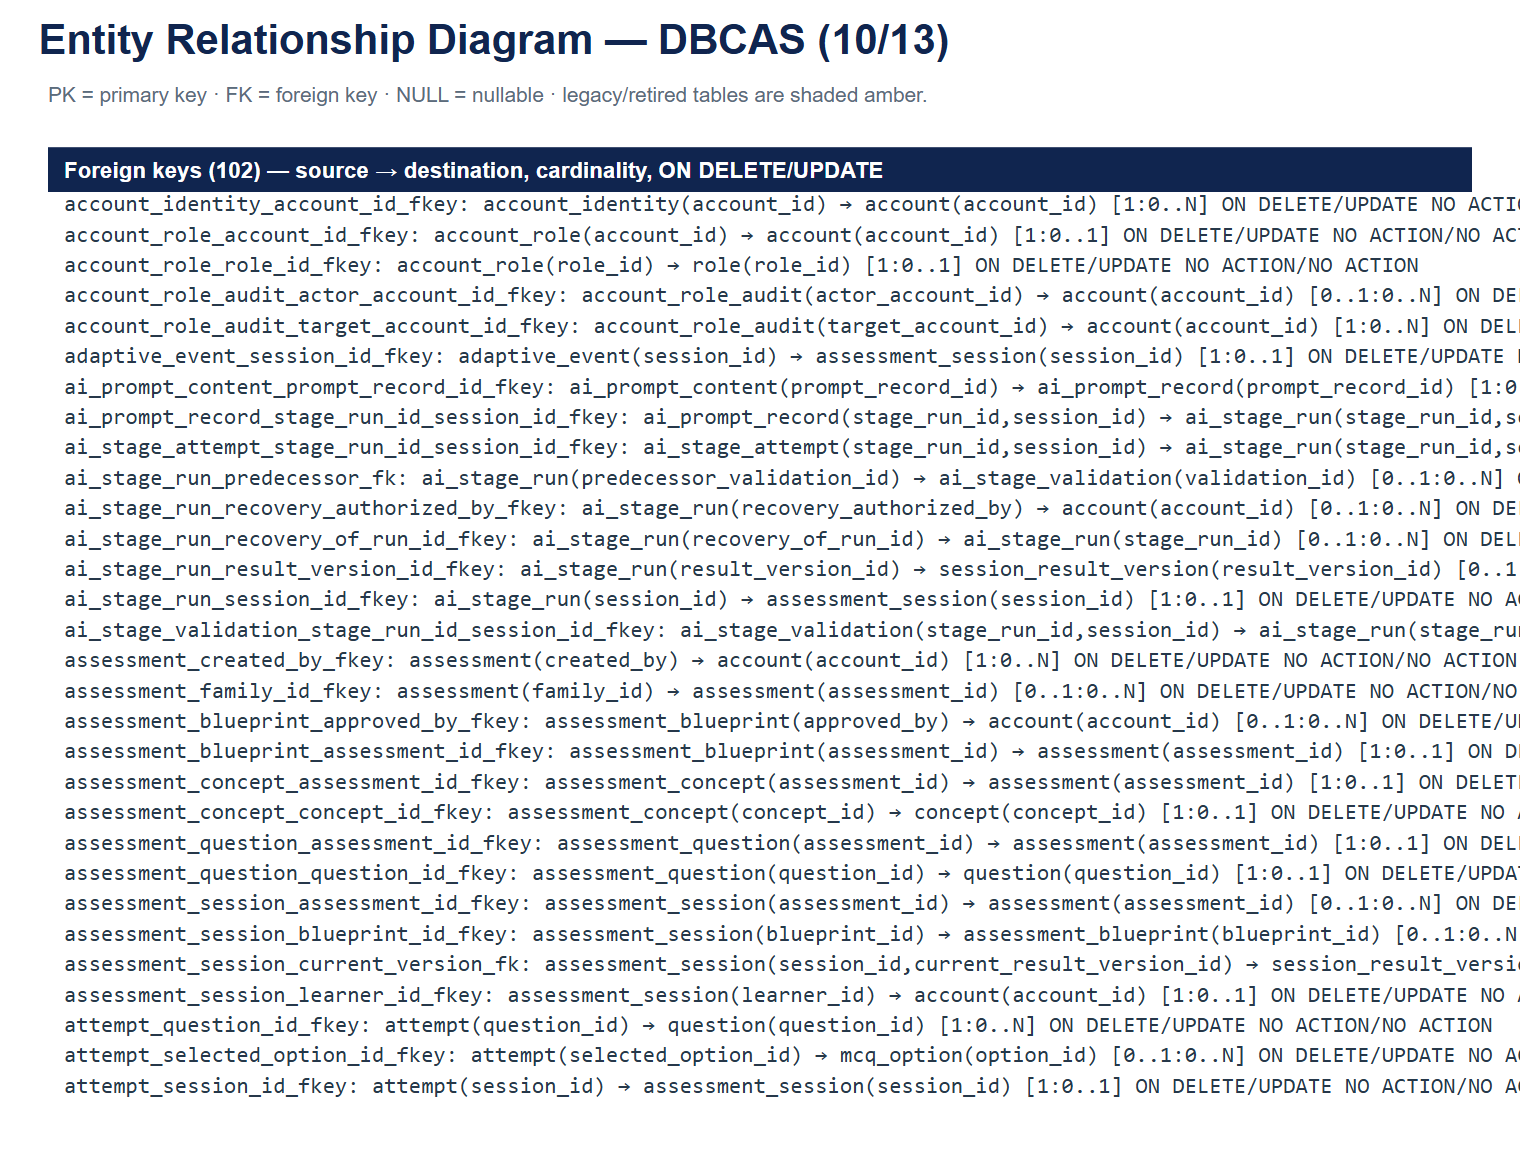 Entity Relationship Diagram — DBCAS (10/13)
PK = primary key · FK = foreign key · NULL = nullable · legacy/retired tables are shaded amber.
Foreign keys (102) — source → destination, cardinality, ON DELETE/UPDATE
account_identity_account_id_fkey: account_identity(account_id) → account(account_id) [1:0..N] ON DELETE/UPDATE NO
account_role_account_id_fkey: account_role(account_id) → account(account_id) [1:0..1] ON DELETE/UPDATE NO ACTION/NO
account_role_role_id_fkey: account_role(role_id) → role(role_id) [1:0..1] ON DELETE/UPDATE NO ACTION/NO ACTION
account_role_audit_actor_account_id_fkey: account_role_audit(actor_account_id) → account(account_id) [0..1:0..N] ON
account_role_audit_target_account_id_fkey: account_role_audit(target_account_id) → account(account_id) [1:0..N] ON
adaptive_event_session_id_fkey: adaptive_event(session_id) → assessment_session(session_id) [1:0..1] ON DELETE/UPDATE
ai_prompt_content_prompt_record_id_fkey: ai_prompt_content(prompt_record_id) → ai_prompt_record(prompt_record_id) [1:0
ai_prompt_record_stage_run_id_session_id_fkey: ai_prompt_record(stage_run_id,session_id) → ai_stage_run(stage_run_id,s
ai_stage_attempt_stage_run_id_session_id_fkey: ai_stage_attempt(stage_run_id,session_id) → ai_stage_run(stage_run_id,s
ai_stage_run_predecessor_fk: ai_stage_run(predecessor_validation_id) → ai_stage_validation(validation_id) [0..1:0..N]
ai_stage_run_recovery_authorized_by_fkey: ai_stage_run(recovery_authorized_by) → account(account_id) [0..1:0..N] ON
ai_stage_run_recovery_of_run_id_fkey: ai_stage_run(recovery_of_run_id) → ai_stage_run(stage_run_id) [0..1:0..N] ON
ai_stage_run_result_version_id_fkey: ai_stage_run(result_version_id) → session_result_version(result_version_id) [0..1
ai_stage_run_session_id_fkey: ai_stage_run(session_id) → assessment_session(session_id) [1:0..1] ON DELETE/UPDATE NO
ai_stage_validation_stage_run_id_session_id_fkey: ai_stage_validation(stage_run_id,session_id) → ai_stage_run(stage_ru
assessment_created_by_fkey: assessment(created_by) → account(account_id) [1:0..N] ON DELETE/UPDATE NO ACTION/NO ACTION
assessment_family_id_fkey: assessment(family_id) → assessment(assessment_id) [0..1:0..N] ON DELETE/UPDATE NO ACTION/NO
assessment_blueprint_approved_by_fkey: assessment_blueprint(approved_by) → account(account_id) [0..1:0..N] ON DELETE/U
assessment_blueprint_assessment_id_fkey: assessment_blueprint(assessment_id) → assessment(assessment_id) [1:0..1] ON
assessment_concept_assessment_id_fkey: assessment_concept(assessment_id) → assessment(assessment_id) [1:0..1] ON DELETE
assessment_concept_concept_id_fkey: assessment_concept(concept_id) → concept(concept_id) [1:0..1] ON DELETE/UPDATE NO
assessment_question_assessment_id_fkey: assessment_question(assessment_id) → assessment(assessment_id) [1:0..1] ON
assessment_question_question_id_fkey: assessment_question(question_id) → question(question_id) [1:0..1] ON DELETE/UPDA
assessment_session_assessment_id_fkey: assessment_session(assessment_id) → assessment(assessment_id) [0..1:0..N] ON
assessment_session_blueprint_id_fkey: assessment_session(blueprint_id) → assessment_blueprint(blueprint_id) [0..1:0..N
assessment_session_current_version_fk: assessment_session(session_id,current_result_version_id) → session_result_versi
assessment_session_learner_id_fkey: assessment_session(learner_id) → account(account_id) [1:0..1] ON DELETE/UPDATE NO
attempt_question_id_fkey: attempt(question_id) → question(question_id) [1:0..N] ON DELETE/UPDATE NO ACTION/NO ACTION
attempt_selected_option_id_fkey: attempt(selected_option_id) → mcq_option(option_id) [0..1:0..N] ON DELETE/UPDATE NO
attempt_session_id_fkey: attempt(session_id) → assessment_session(session_id) [1:0..1] ON DELETE/UPDATE NO ACTION/NO